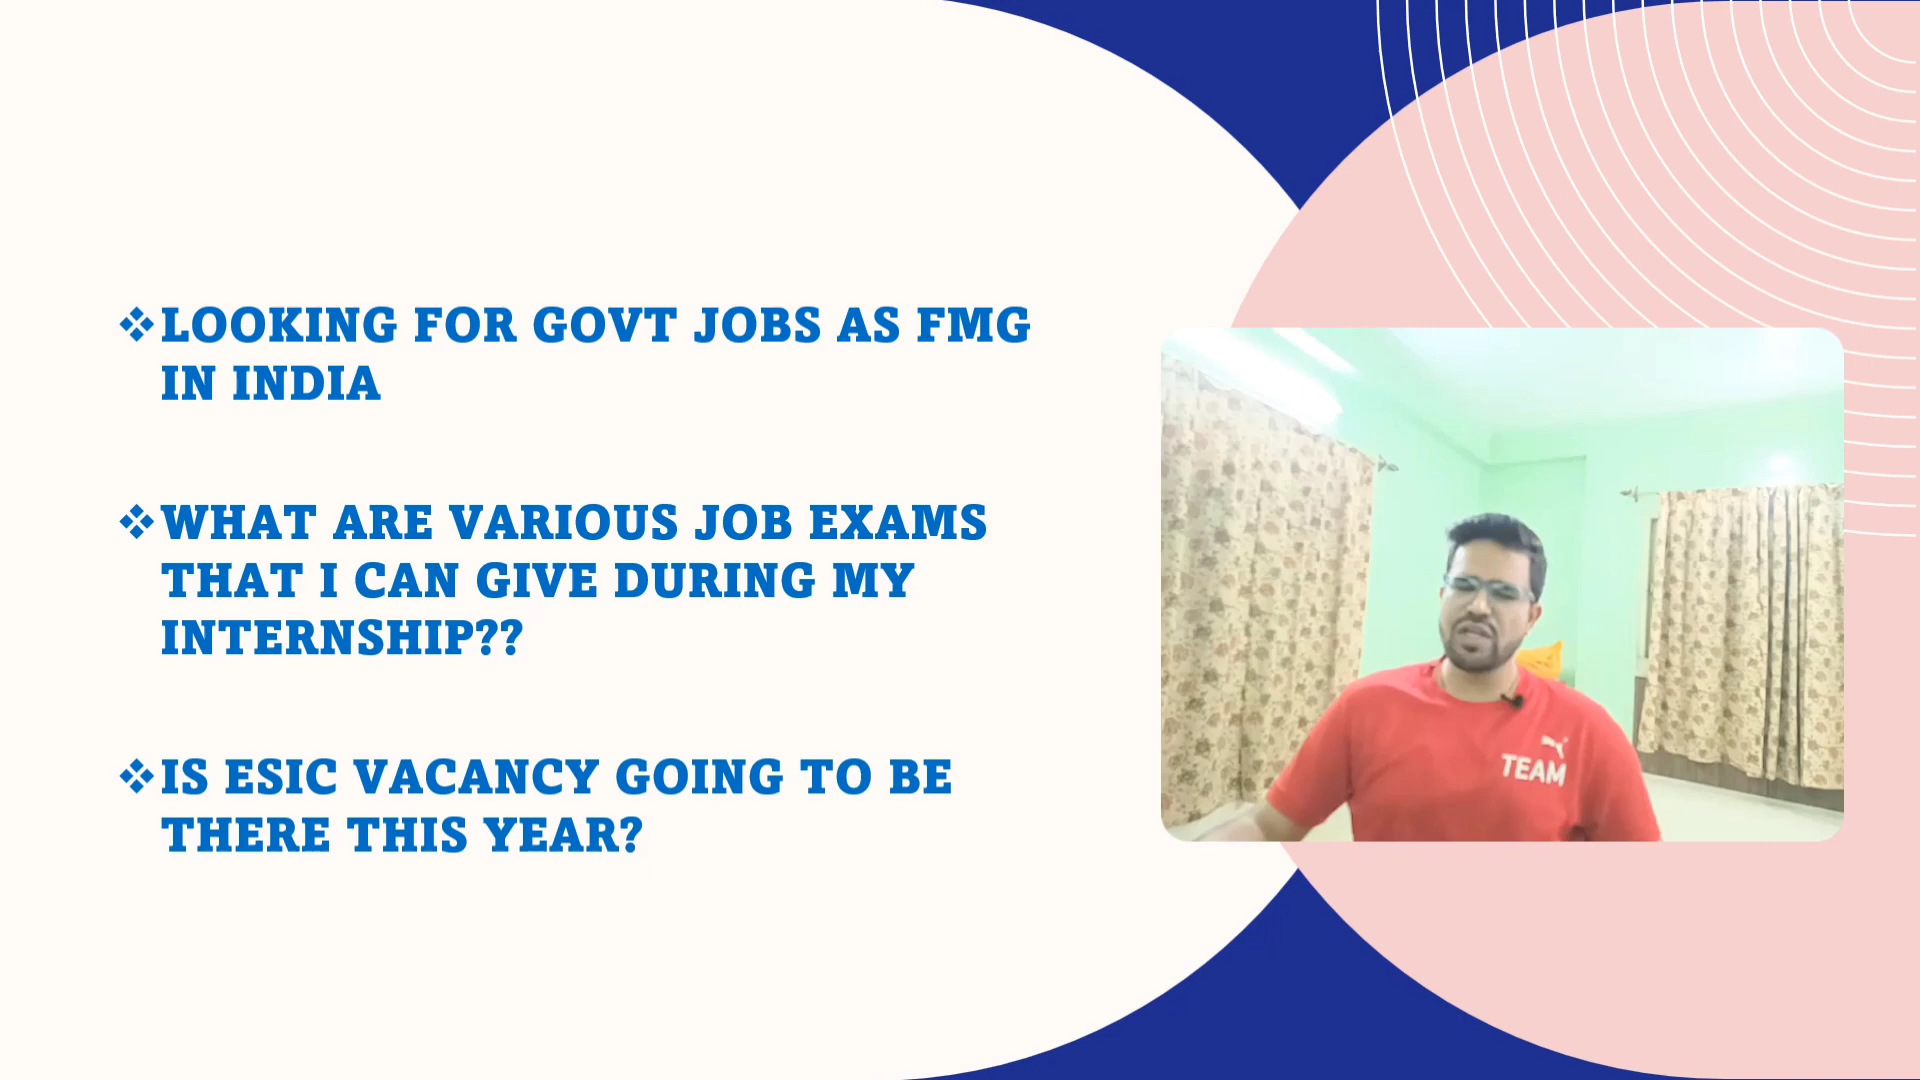 LOOKING FOR GOVT JOBS AS FMG
IN INDIA
WHAT ARE VARIOUS JOB EXAMS
THAT I CAN GIVE DURING MY
INTERNSHIP??
IS ESIC VACANCY GOING TO BE
THERE THIS YEAR?
TEAM